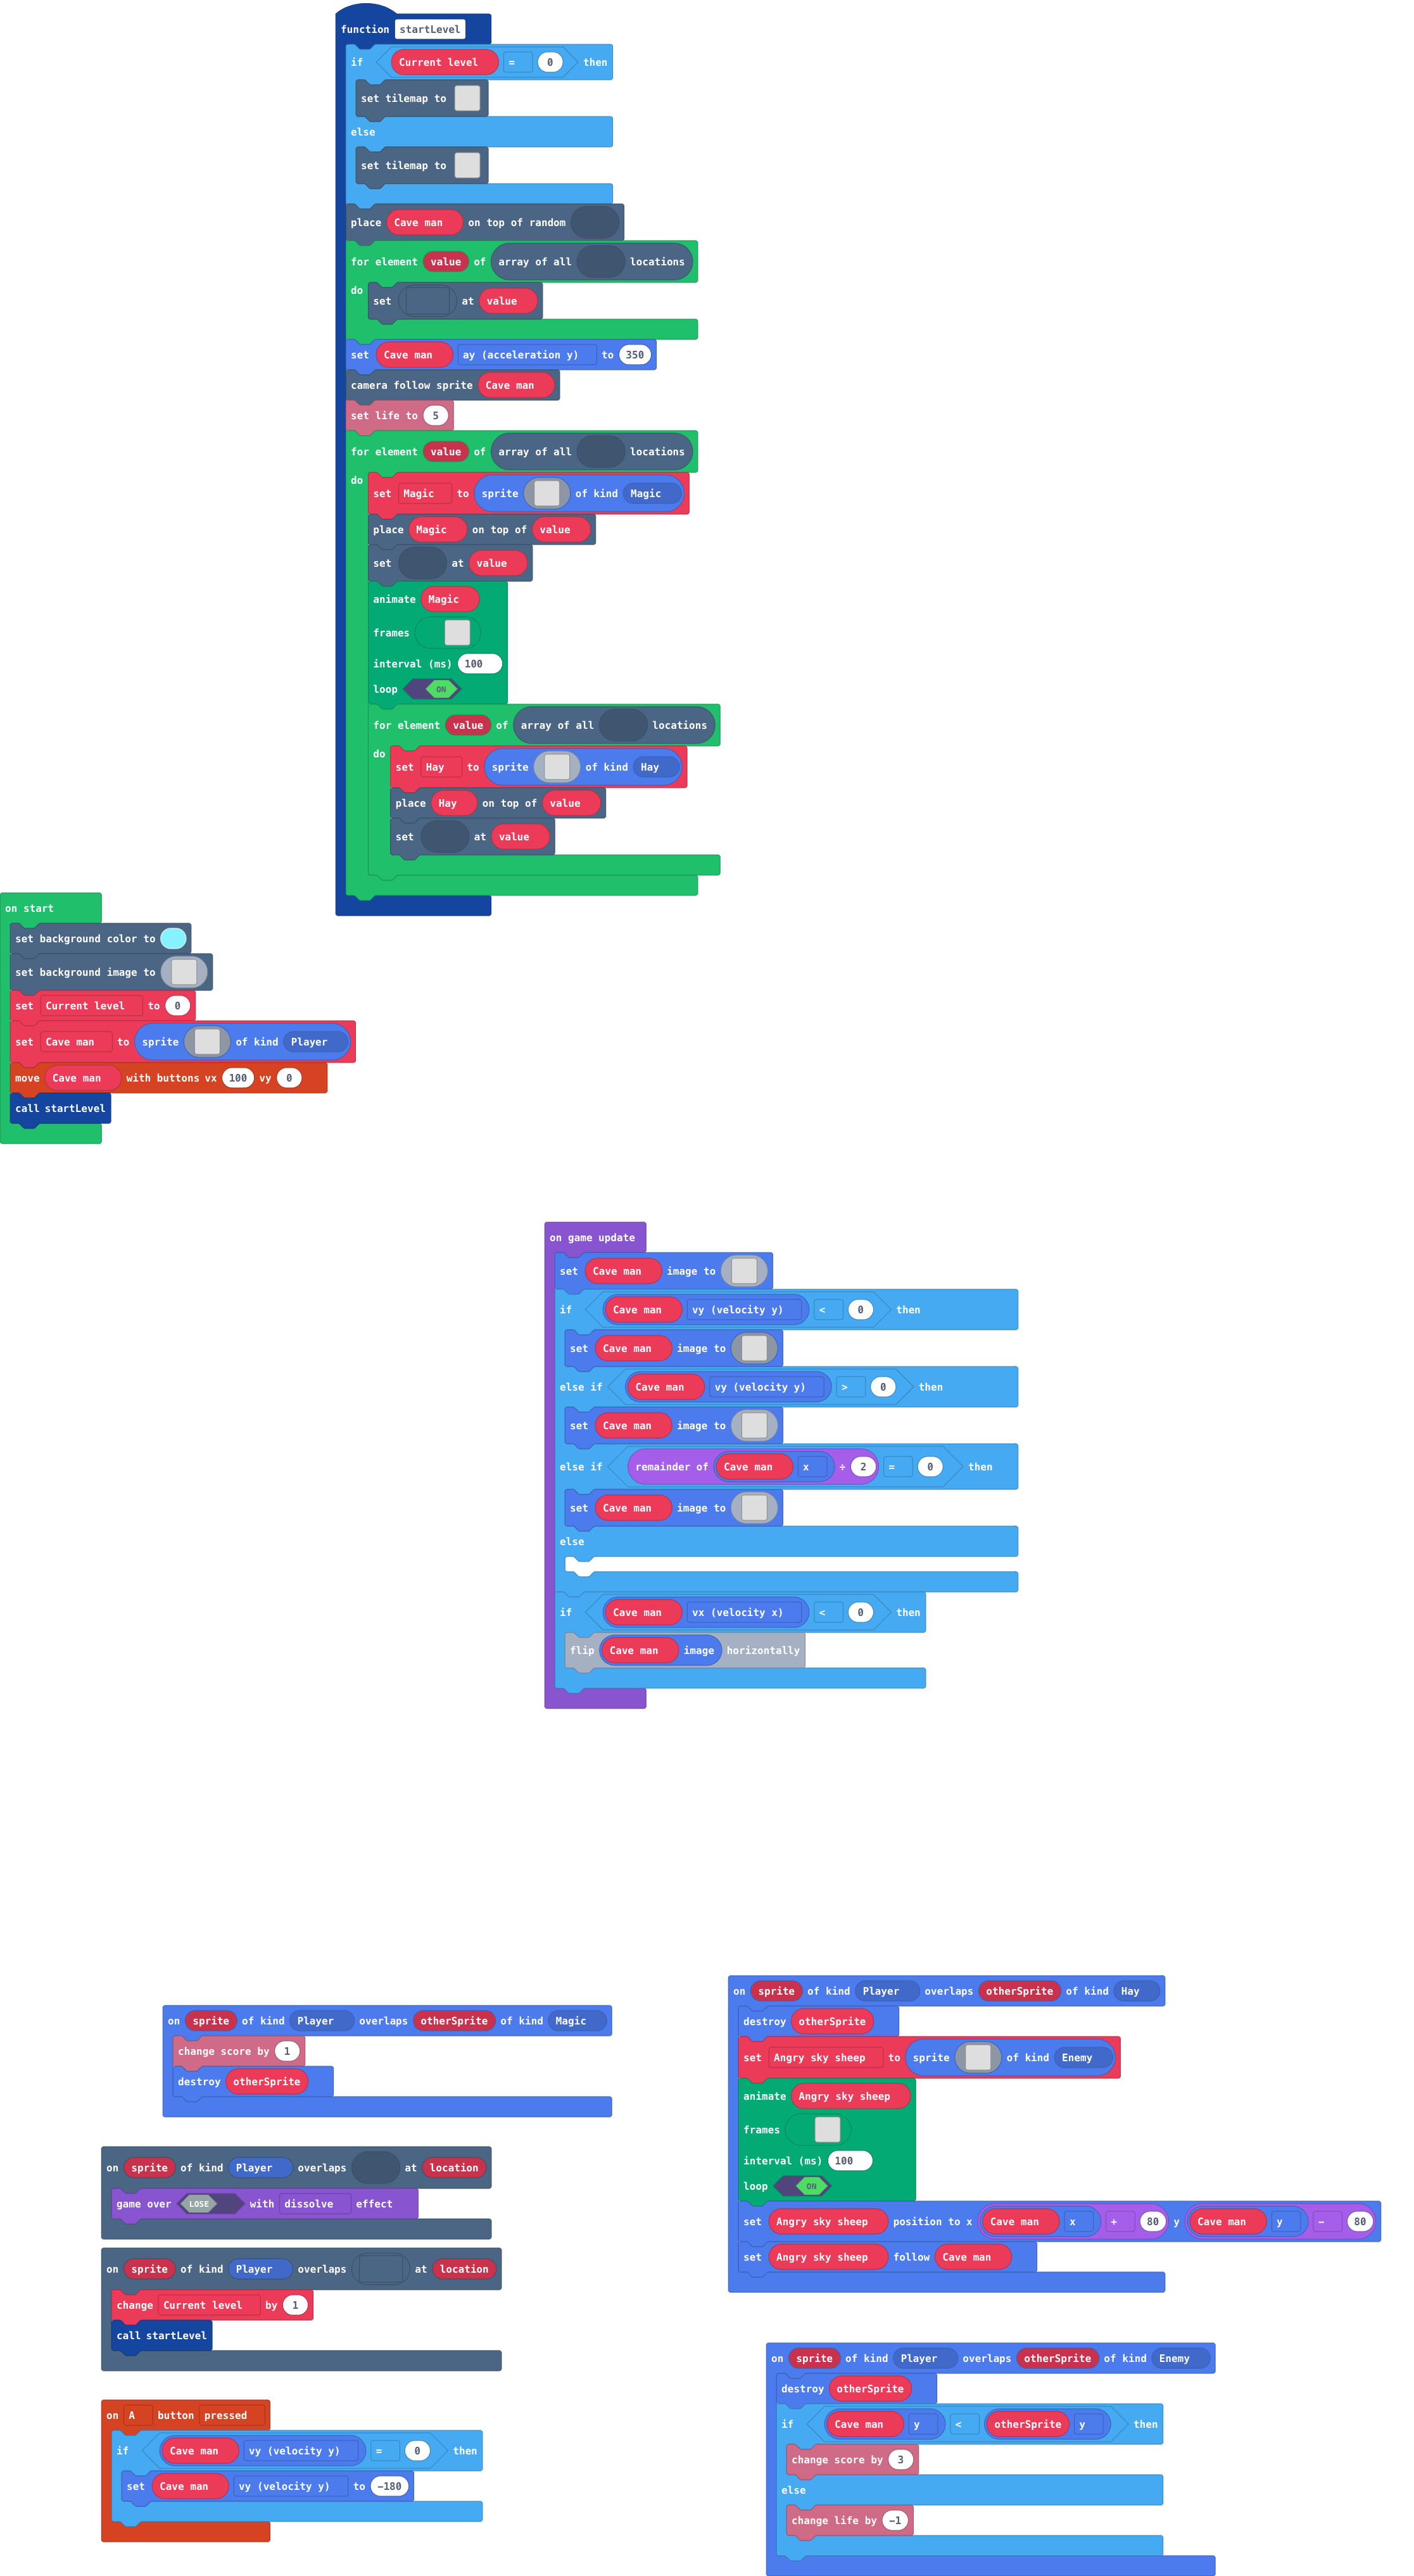 function startLevel
if Current level = 0 then
set tilemap to
else
set tilemap to
place Cave man on top of random
for element value of array of all locations
do
set at value
set Cave man ay (acceleration y) to 350
camera follow sprite Cave man
set life to 5
for element value of array of all locations
do
set Magic to sprite of kind Magic
place Magic on top of value
set at value
animate Magic
frames
interval (ms) 100
loop ON
for element value of array of all locations
do
set Hay to sprite of kind Hay
place Hay on top of value
set at value
on start
set background color to
set background image to
set Current level to 0
set Cave man to sprite of kind Player
move Cave man with buttons vx 100 vy 0
call startLevel
on game update
set Cave man image to
if Cave man vy (velocity y) < 0 then
set Cave man image to
else if Cave man vy (velocity y) > 0 then
set Cave man image to
else if remainder of Cave man x ÷ 2 = 0 then
set Cave man image to
else
if Cave man vx (velocity x) < 0 then
flip Cave man image horizontally
on sprite of kind Player overlaps otherSprite of kind Magic
change score by 1
destroy otherSprite
on sprite of kind Player overlaps at location
game over LOSE with dissolve effect
on sprite of kind Player overlaps at location
change Current level by 1
call startLevel
on A button pressed
if Cave man vy (velocity y) = 0 then
set Cave man vy (velocity y) to -180
on sprite of kind Player overlaps otherSprite of kind Hay
destroy otherSprite
set Angry sky sheep to sprite of kind Enemy
animate Angry sky sheep
frames
interval (ms) 100
loop ON
set Angry sky sheep position to x Cave man x + 80 y Cave man y - 80
set Angry sky sheep follow Cave man
on sprite of kind Player overlaps otherSprite of kind Enemy
destroy otherSprite
if Cave man y < otherSprite y then
change score by 3
else
change life by -1